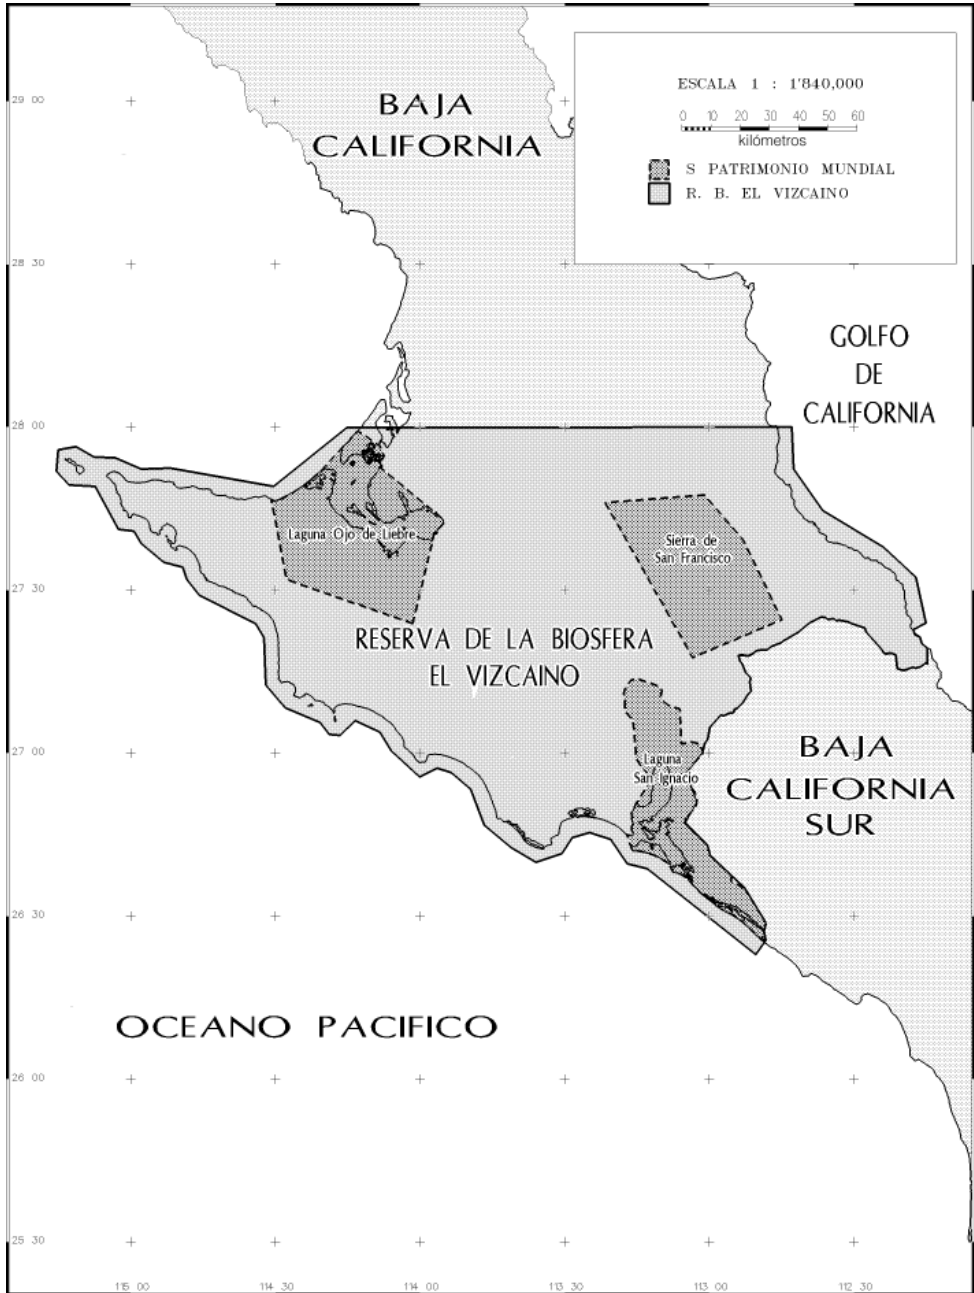 ESCALA 1 : 1'840,000
0 10 20 30 40 50 60
kilómetros
S PATRIMONIO MUNDIAL
R. B. EL VIZCAINO
BAJA
CALIFORNIA
GOLFO
DE
CALIFORNIA
Laguna Ojo de Liebre
Sierra de
San Francisco
RESERVA DE LA BIOSFERA
EL VIZCAINO
Laguna
San Ignacio
BAJA
CALIFORNIA
SUR
OCEANO PACIFICO
29 00
28 30
28 00
27 30
27 00
26 30
26 00
25 30
115 00 114 30 114 00 113 30 113 00 112 30